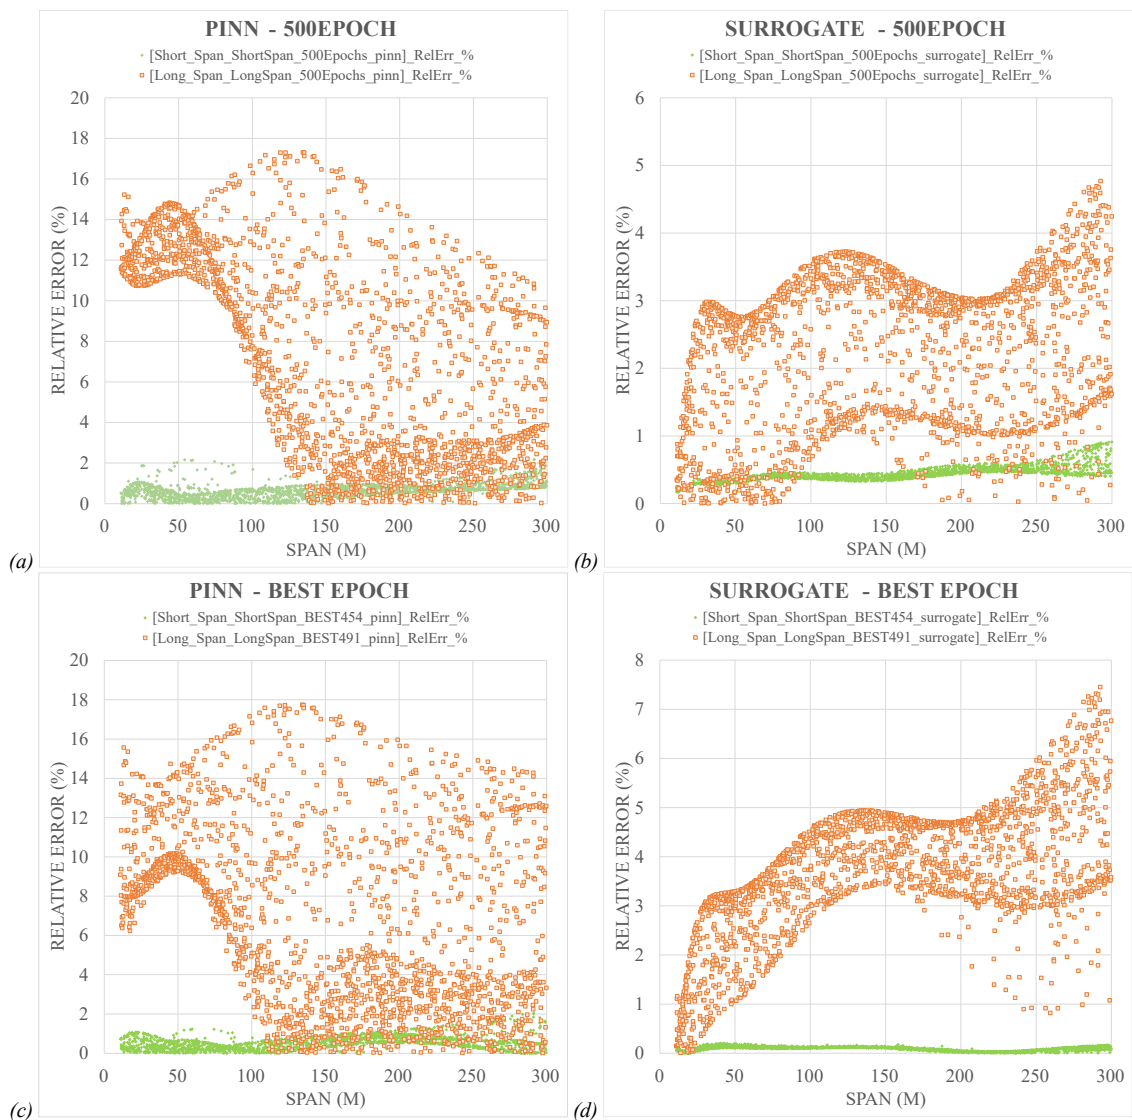 PINN - 500EPOCH
[Short_Span_ShortSpan_500Epochs_pinn]_RelErr_%
[Long_Span_LongSpan_500Epochs_pinn]_RelErr_%
20
18
16
14
12
10
8
6
4
2
0
RELATIVE ERROR (%)
0 50 100 150 200 250 300
SPAN (M)
(a)
SURROGATE - 500EPOCH
[Short_Span_ShortSpan_500Epochs_surrogate]_RelErr_%
[Long_Span_LongSpan_500Epochs_surrogate]_RelErr_%
6
5
4
3
2
1
0
RELATIVE ERROR (%)
0 50 100 150 200 250 300
SPAN (M)
(b)
PINN - BEST EPOCH
[Short_Span_ShortSpan_BEST454_pinn]_RelErr_%
[Long_Span_LongSpan_BEST491_pinn]_RelErr_%
20
18
16
14
12
10
8
6
4
2
0
RELATIVE ERROR (%)
0 50 100 150 200 250 300
SPAN (M)
(c)
SURROGATE - BEST EPOCH
[Short_Span_ShortSpan_BEST454_surrogate]_RelErr_%
[Long_Span_LongSpan_BEST491_surrogate]_RelErr_%
8
7
6
5
4
3
2
1
0
RELATIVE ERROR (%)
0 50 100 150 200 250 300
SPAN (M)
(d)